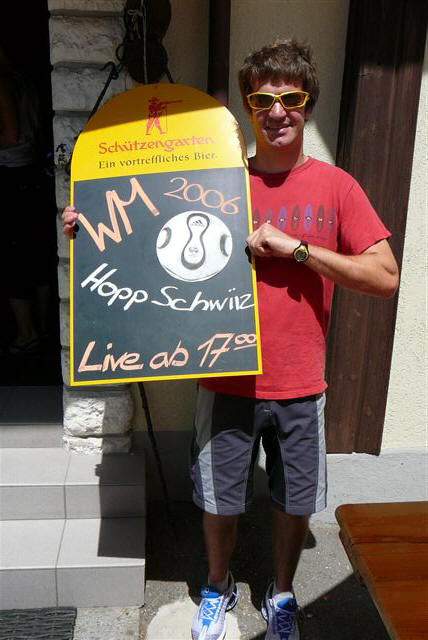 Schützengarten
Ein vortreffliches Bier.
WM 2006
Hopp Schwiiz
Live ab 17⁰⁰